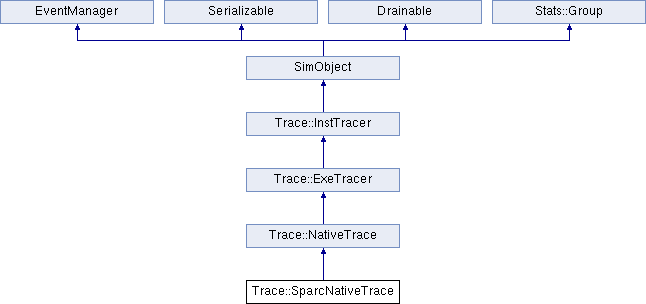 EventManager
Serializable
Drainable
Stats::Group
SimObject
Trace::InstTracer
Trace::ExeTracer
Trace::NativeTrace
Trace::SparcNativeTrace